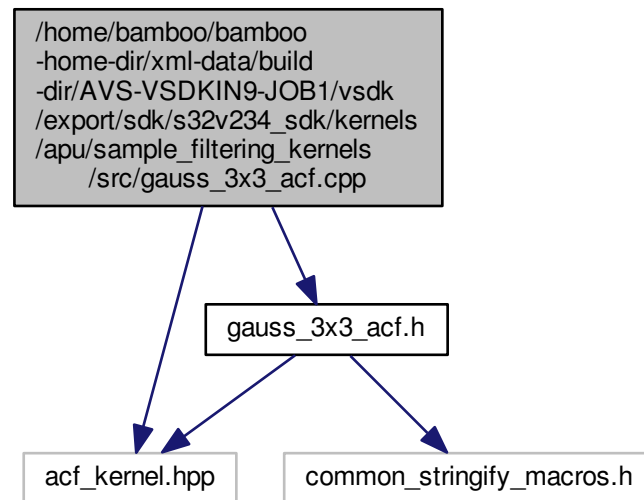 /home/bamboo/bamboo
-home-dir/xml-data/build
-dir/AVS-VSDKIN9-JOB1/vsdk
/export/sdk/s32v234_sdk/kernels
/apu/sample_filtering_kernels
/src/gauss_3x3_acf.cpp
gauss_3x3_acf.h
acf_kernel.hpp
common_stringify_macros.h